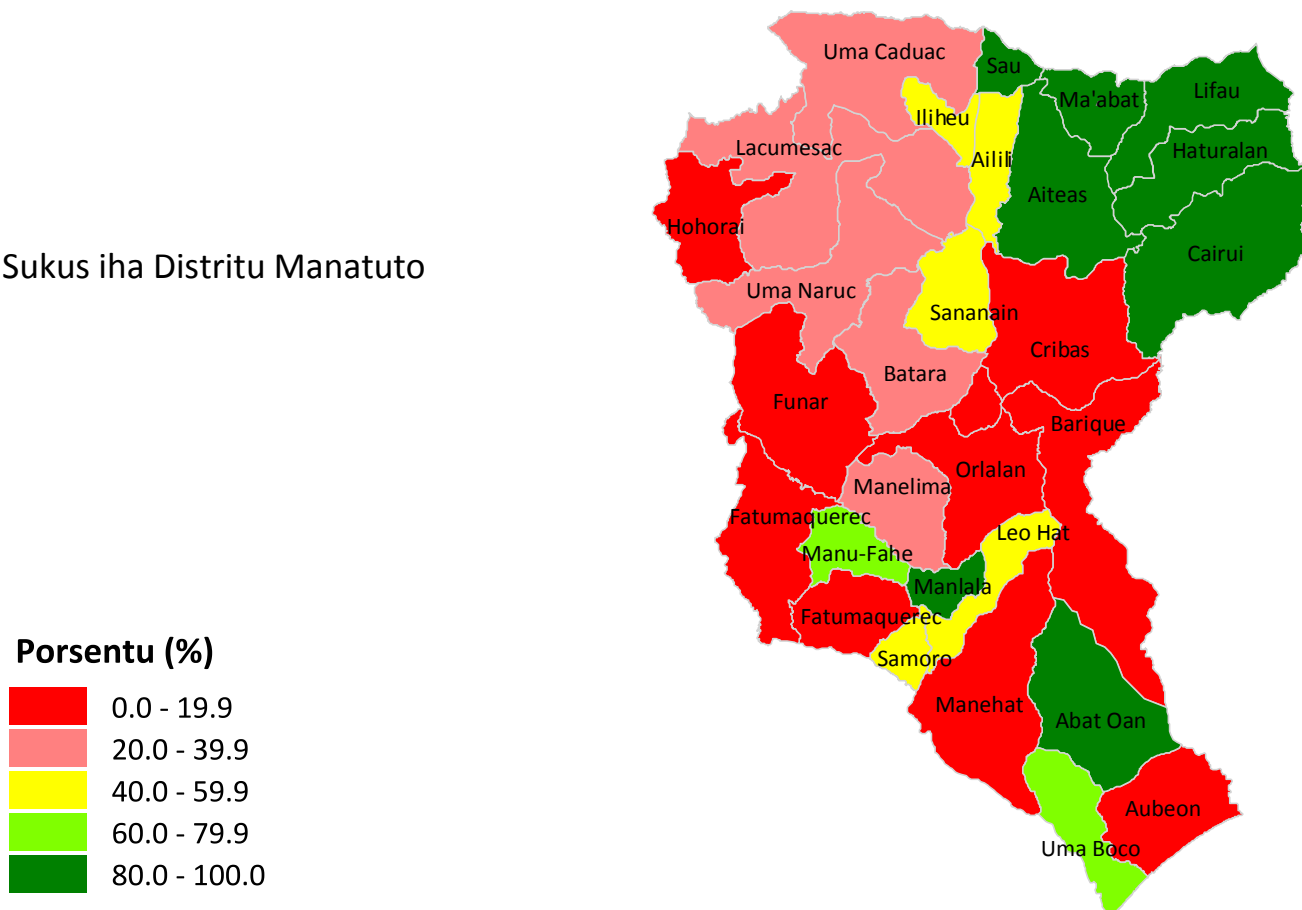 Uma Caduac
Sau
Lifau
Ma'abat
Iliheu
Lacumesac
Haturalan
Ailili
Aiteas
Hohorai
Cairui
Sukus iha Distritu Manatuto
Uma Naruc
Sananain
Cribas
Batara
Funar
Barique
Orlalan
Manelima
Fatumaquerec
Leo Hat
Manu-Fahe
Manlala
Fatumaquerec
Samoro
Manehat
Abat Oan
Aubeon
Uma Boco
Porsentu (%)
0.0 - 19.9
20.0 - 39.9
40.0 - 59.9
60.0 - 79.9
80.0 - 100.0